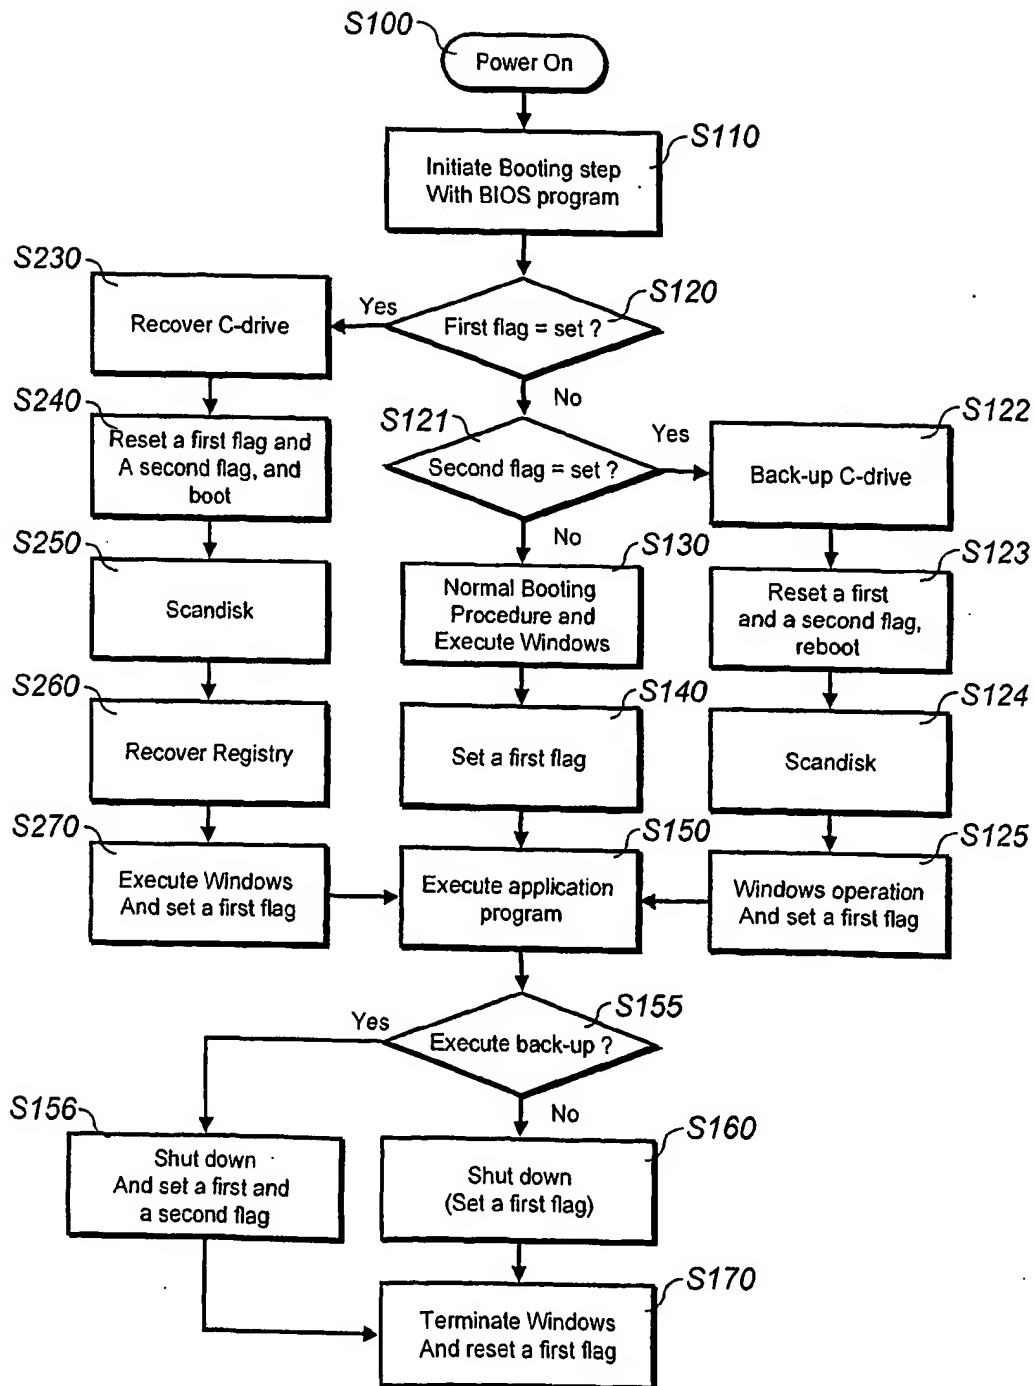 S100
Power On
S110
Initiate Booting step
With BIOS program
S230
Recover C-drive
Yes
S120
First flag = set ?
No
S240
Reset a first flag and
A second flag, and
boot
S121
Second flag = set ?
Yes
S122
Back-up C-drive
No
S250
Scandisk
S130
Normal Booting
Procedure and
Execute Windows
S123
Reset a first
and a second flag,
reboot
S260
Recover Registry
S140
Set a first flag
S124
Scandisk
S270
Execute Windows
And set a first flag
S150
Execute application
program
S125
Windows operation
And set a first flag
Yes
S155
Execute back-up ?
No
S156
Shut down
And set a first and
a second flag
S160
Shut down
(Set a first flag)
S170
Terminate Windows
And reset a first flag